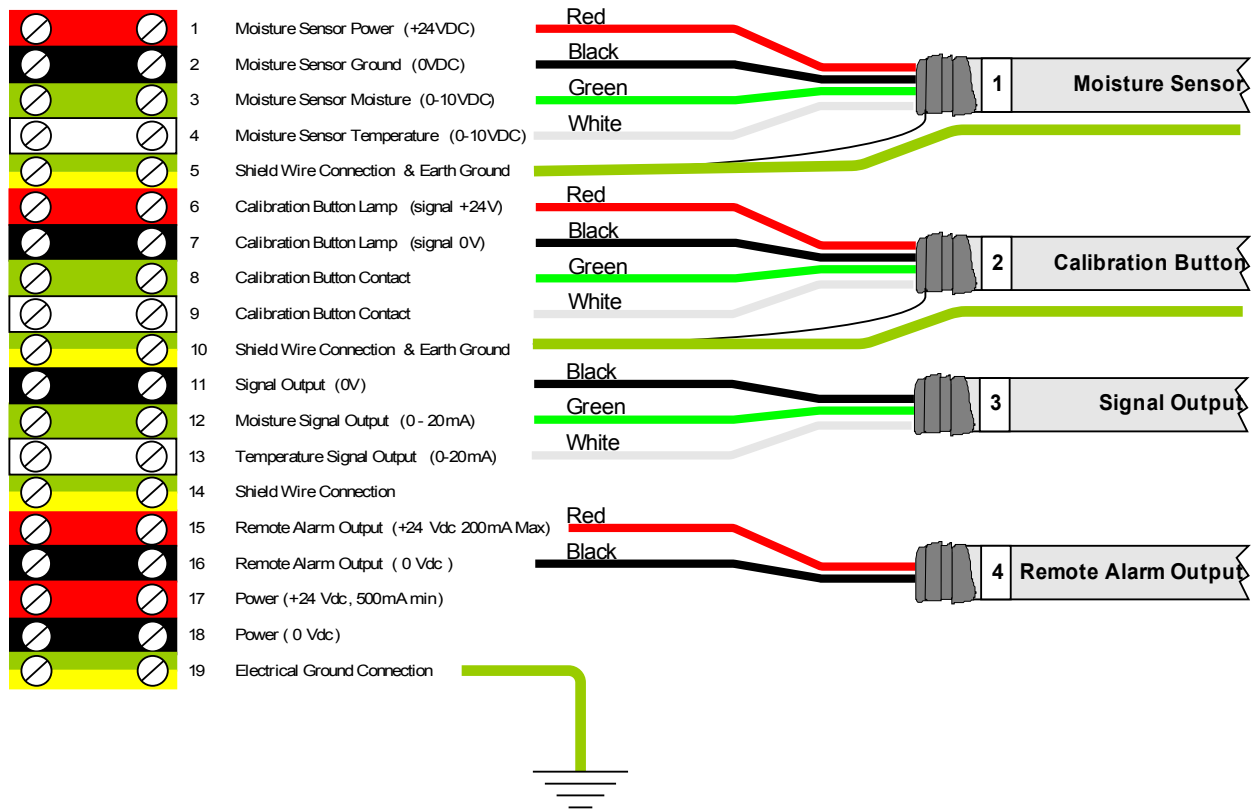 1 Moisture Sensor Power (+24VDC) Red
2 Moisture Sensor Ground (0VDC) Black
3 Moisture Sensor Moisture (0-10VDC) Green
4 Moisture Sensor Temperature (0-10VDC) White
1 Moisture Sensor
5 Shield Wire Connection & Earth Ground
6 Calibration Button Lamp (signal +24V) Red
7 Calibration Button Lamp (signal 0V) Black
8 Calibration Button Contact Green
9 Calibration Button Contact White
2 Calibration Button
10 Shield Wire Connection & Earth Ground
11 Signal Output (0V) Black
12 Moisture Signal Output (0 - 20mA) Green
13 Temperature Signal Output (0-20mA) White
3 Signal Output
14 Shield Wire Connection
15 Remote Alarm Output (+24 Vdc 200mA Max) Red
16 Remote Alarm Output ( 0 Vdc ) Black
4 Remote Alarm Output
17 Power (+24 Vdc, 500mA min)
18 Power ( 0 Vdc)
19 Electrical Ground Connection